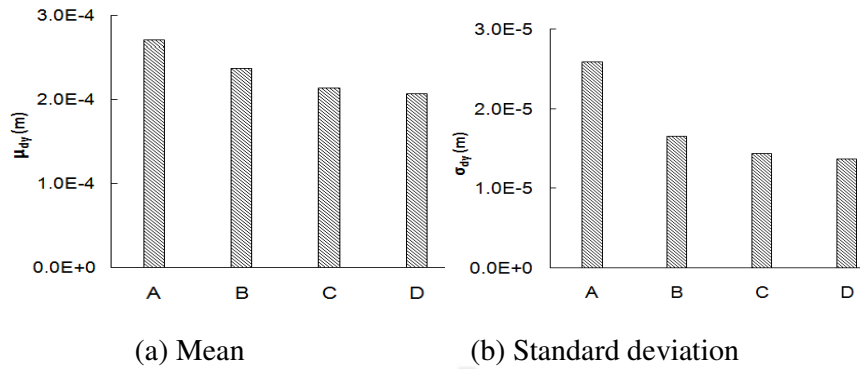 3.0E-4
2.0E-4
1.0E-4
0.0E+0
μdy (m)
A B C D
(a) Mean
3.0E-5
2.0E-5
1.0E-5
0.0E+0
σdy (m)
A B C D
(b) Standard deviation